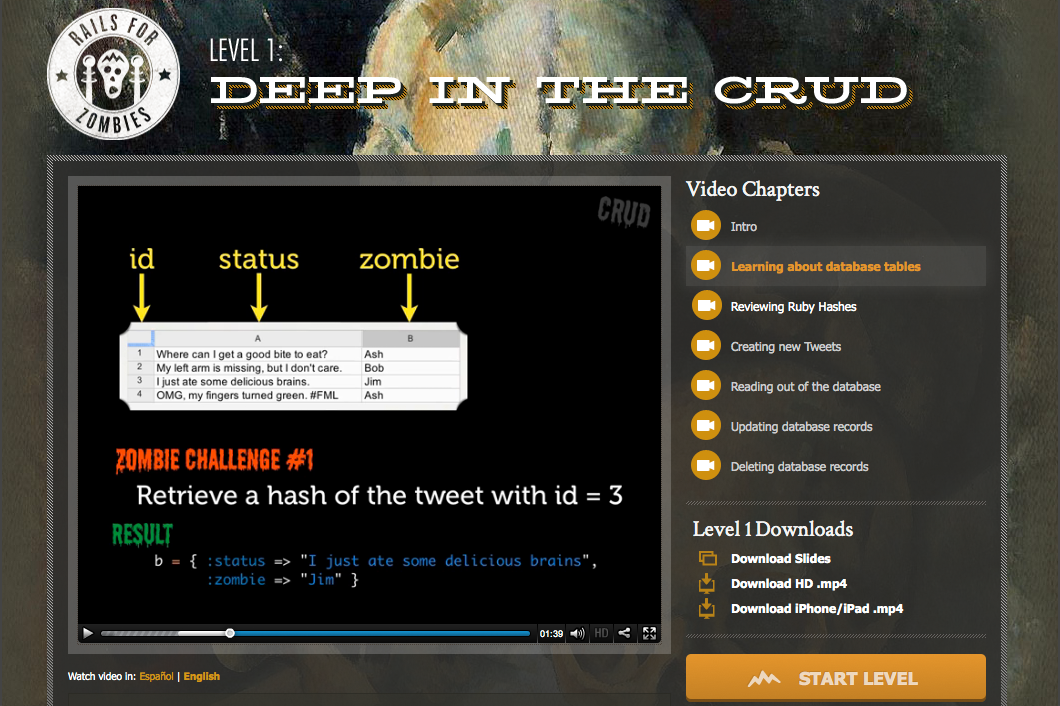 RAILS FOR
ZOMBIES
LEVEL 1:
DEEP IN THE CRUD
CRUD
id status zombie
A B
1 Where can I get a good bite to eat? Ash
2 My left arm is missing, but I don't care. Bob
3 I just ate some delicious brains. Jim
4 OMG, my fingers turned green. #FML Ash
ZOMBIE CHALLENGE #1
Retrieve a hash of the tweet with id = 3
RESULT
b = { :status => "I just ate some delicious brains",
:zombie => "Jim" }
01:39 HD
Watch video in: Español | English
Video Chapters
Intro
Learning about database tables
Reviewing Ruby Hashes
Creating new Tweets
Reading out of the database
Updating database records
Deleting database records
Level 1 Downloads
Download Slides
Download HD .mp4
Download iPhone/iPad .mp4
START LEVEL